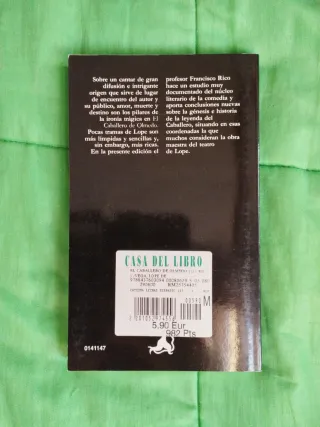 Sobre un cantar de gran
difusión e intrigante
origen que sirve de lugar
de encuentro del autor y
su público, amor, muerte y
destino son los pilares de
la ironía trágica en El
Caballero de Olmedo.
Pocas tramas de Lope son
más límpidas y sencillas y,
sin embargo, más ricas.
En la presente edición el
profesor Francisco Rico
hace un estudio muy
documentado del núcleo
literario de la comedia y
aporta conclusiones nuevas
sobre la génesis e historia
de la leyenda del
Caballero, situando en esas
coordenadas la que
muchos consideran la obra
maestra del teatro
de Lope.
CASA DEL LIBRO
EL CABALLERO DE
VEGA, LOPE DE
00590 M
5.90 Eur
982 Pts
0141147